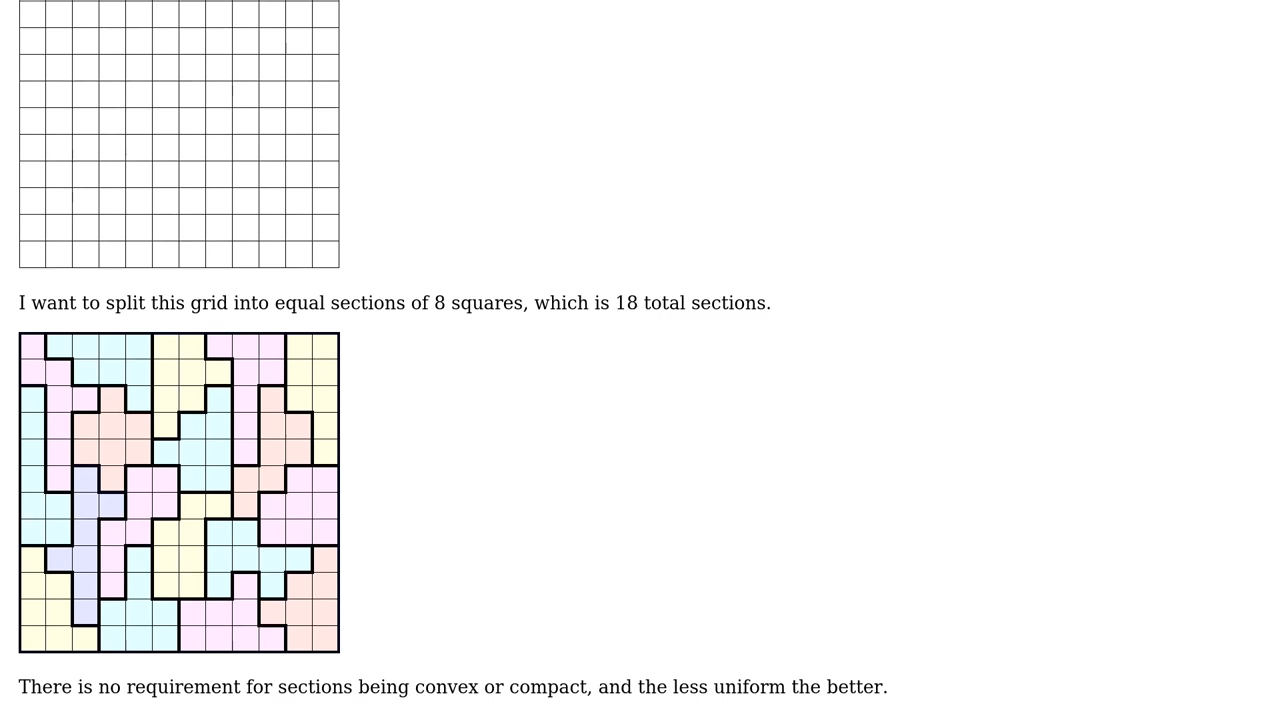 I want to split this grid into equal sections of 8 squares, which is 18 total sections.
There is no requirement for sections being convex or compact, and the less uniform the better.